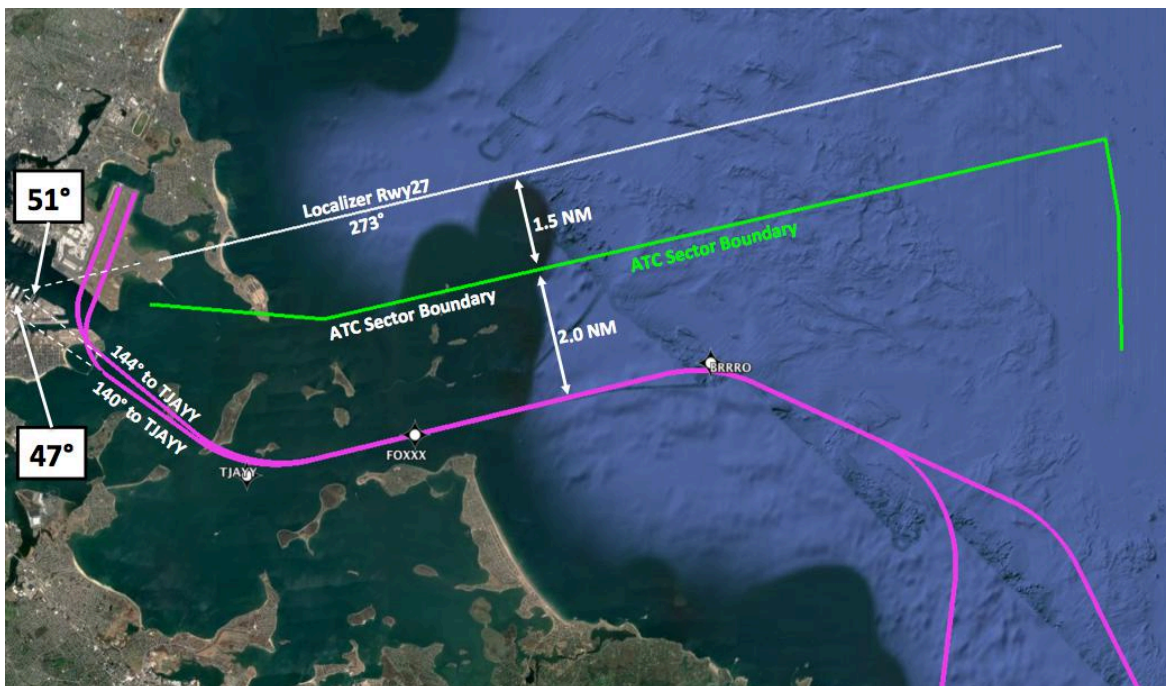 51°
Localizer Rwy27
273°
1.5 NM
ATC Sector Boundary
ATC Sector Boundary
2.0 NM
144° to TJAYY
140° to TJAYY
47°
BRRRO
FOXXX
TJAYY